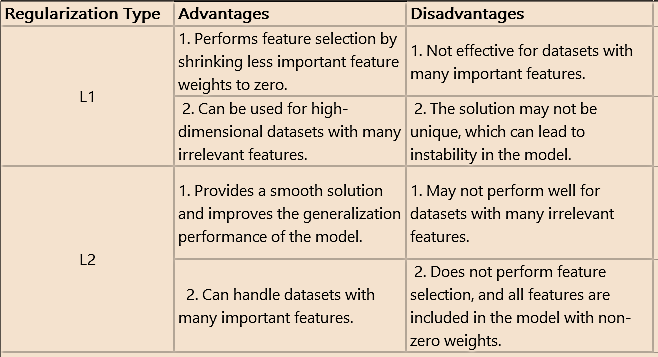 Regularization Type Advantages Disadvantages
L1
1. Performs feature selection by
shrinking less important feature
weights to zero.
1. Not effective for datasets with
many important features.
2. Can be used for high-
dimensional datasets with many
irrelevant features.
2. The solution may not be
unique, which can lead to
instability in the model.
L2
1. Provides a smooth solution
and improves the generalization
performance of the model.
1. May not perform well for
datasets with many irrelevant
features.
2. Can handle datasets with
many important features.
2. Does not perform feature
selection, and all features are
included in the model with non-
zero weights.